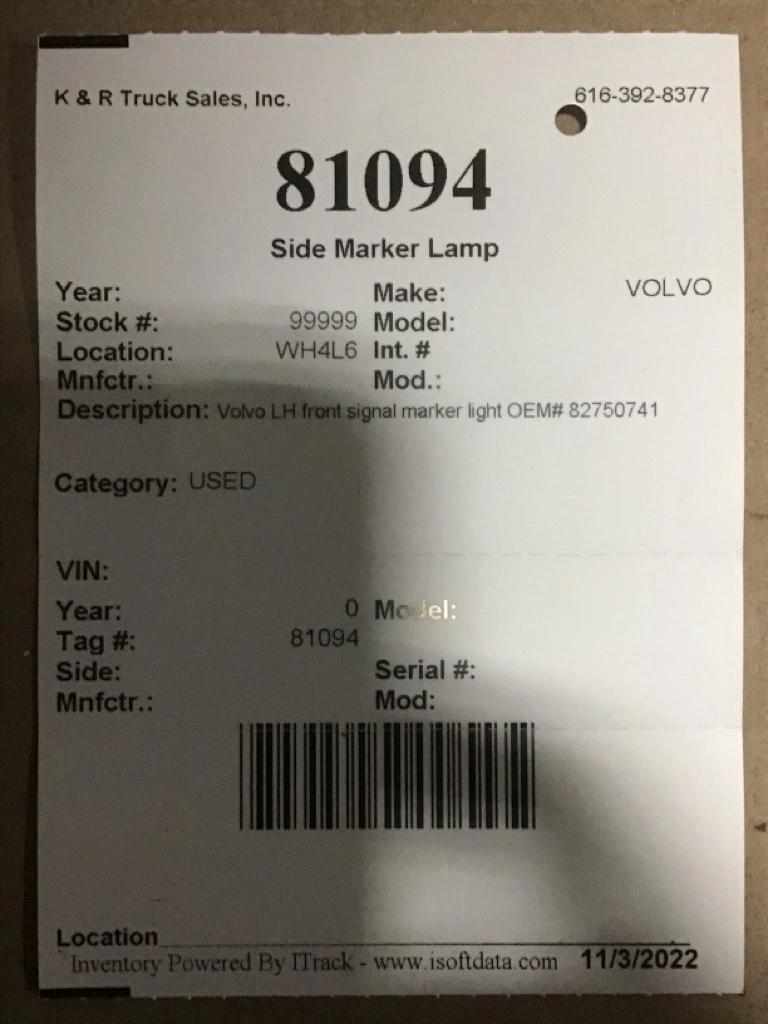 K & R Truck Sales, Inc. 616-392-8377
81094
Side Marker Lamp
Year: Make: VOLVO
Stock #: 99999 Model:
Location: WH4L6 Int. #
Mnfctr.: Mod.:
Description: Volvo LH front signal marker light OEM# 82750741
Category: USED
VIN:
Year: 0 Model:
Tag #: 81094
Side: Serial #:
Mnfctr.: Mod:
Location
Inventory Powered By ITrack - www.isoftdata.com 11/3/2022